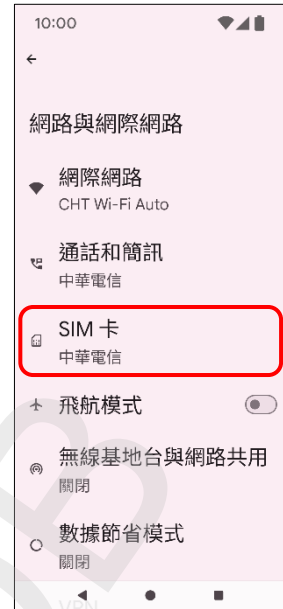 10:00
網路與網際網路
網際網路
CHT Wi-Fi Auto
通話和簡訊
中華電信
SIM 卡
中華電信
飛航模式
無線基地台與網路共用
關閉
數據節省模式
關閉
VPN